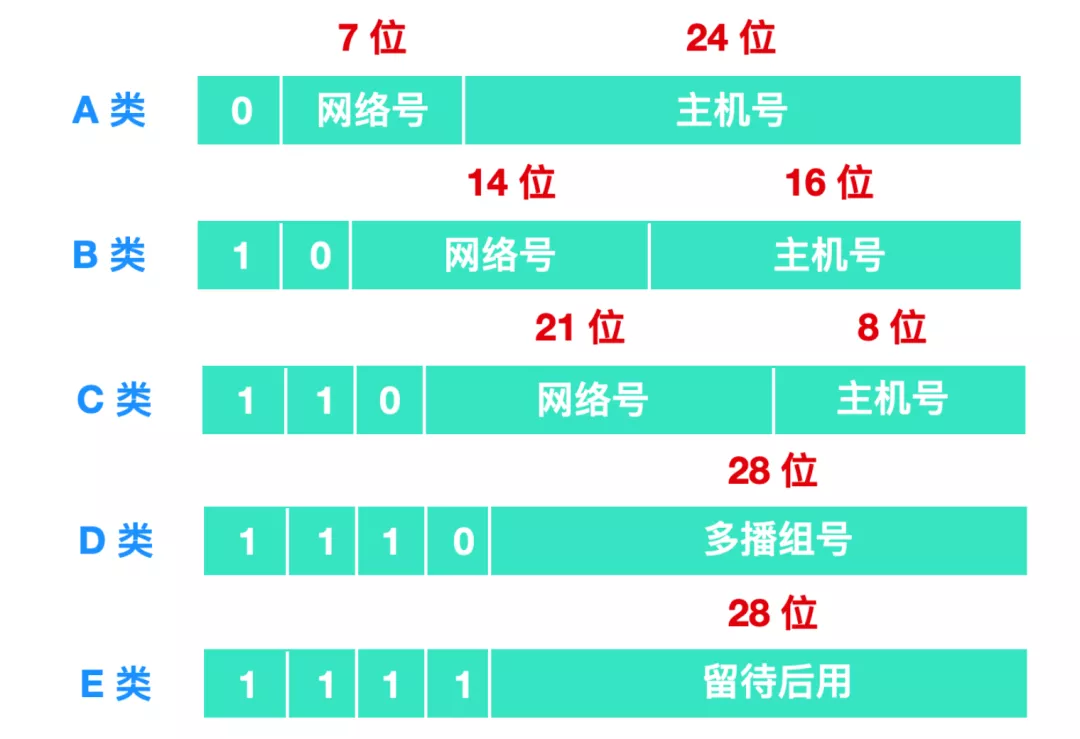 7 位 24 位
A 类 0 网络号 主机号
14 位 16 位
B 类 1 0 网络号 主机号
21 位 8 位
C 类 1 1 0 网络号 主机号
28 位
D 类 1 1 1 0 多播组号
28 位
E 类 1 1 1 1 留待后用